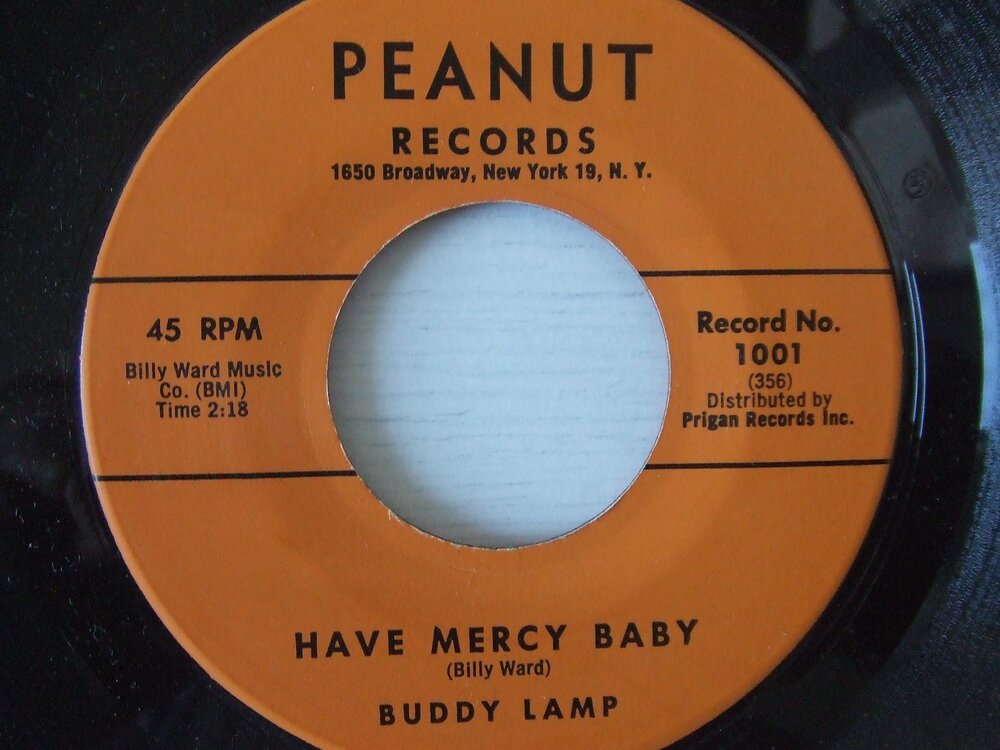 PEANUT
RECORDS
1650 Broadway, New York 19, N. Y.
45 RPM
Billy Ward Music
Co. (BMI)
Time 2:18
Record No.
1001
(356)
Distributed by
Prigan Records Inc.
HAVE MERCY BABY
(Billy Ward)
BUDDY LAMP